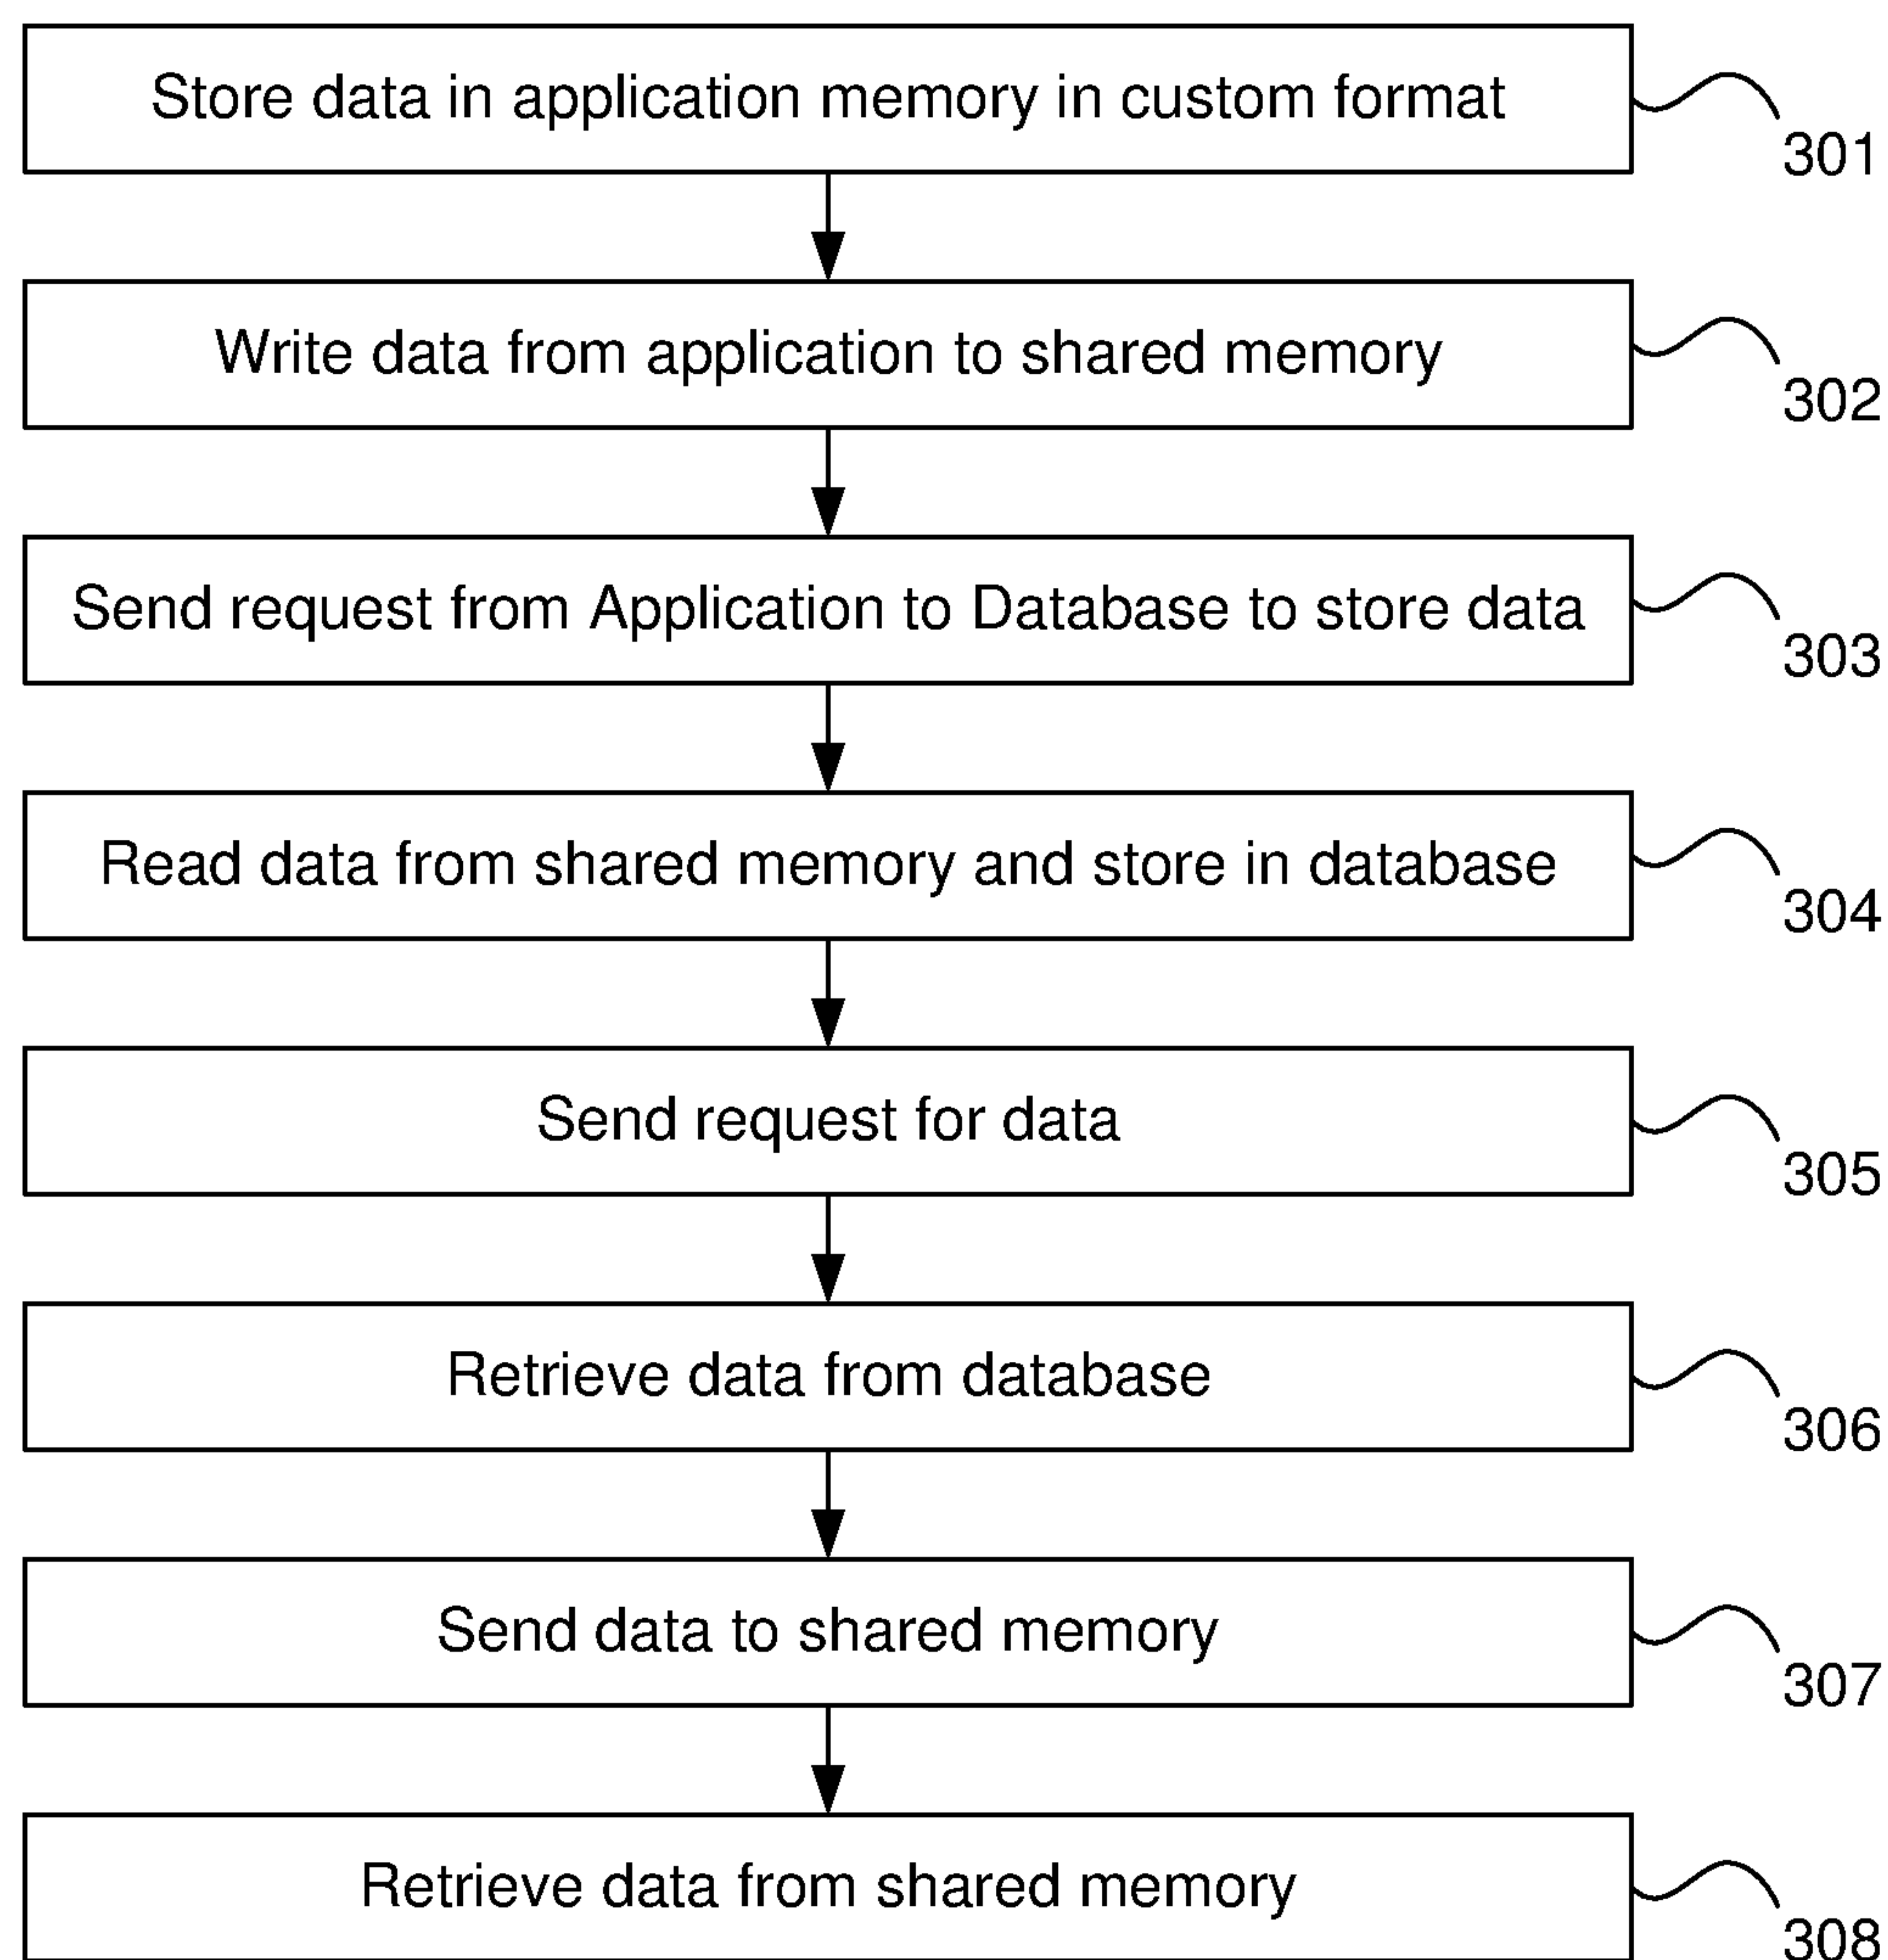 Store data in application memory in custom format
301
Write data from application to shared memory
302
Send request from Application to Database to store data
303
Read data from shared memory and store in database
304
Send request for data
305
Retrieve data from database
306
Send data to shared memory
307
Retrieve data from shared memory
308